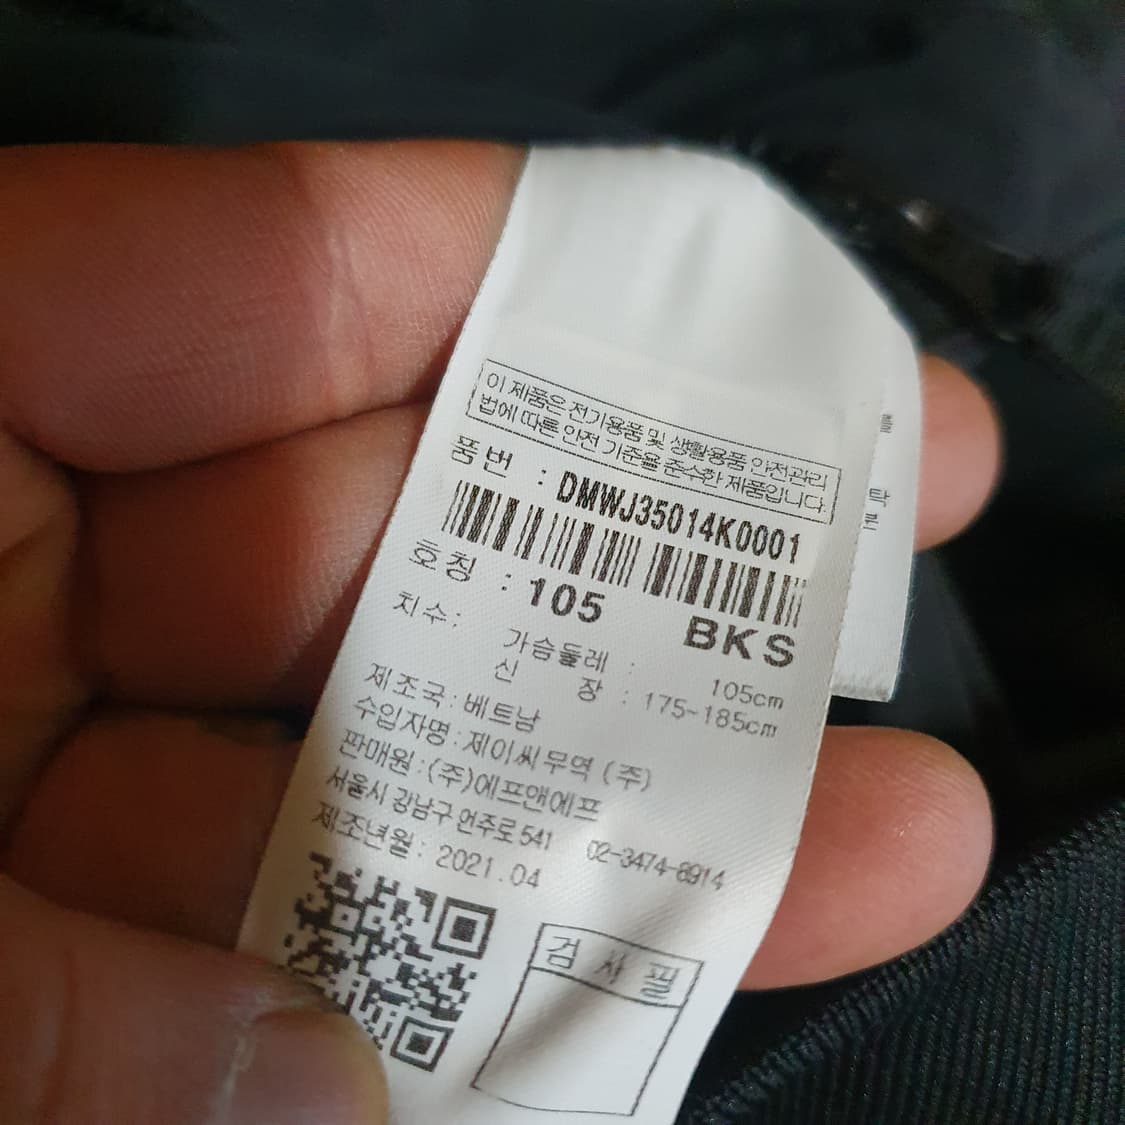 이 제품은 전기용품 및 생활용품 안전관리
법에 따른 안전 기준을 준수한 제품입니다.
품번 : DMWJ35014K0001
호칭 : 105 BKS
치수: 가슴둘레 : 105cm
신 장 : 175~185cm
제조국: 베트남
수입자명 : 제이씨무역 (주)
판매원 : (주)에프앤에프
서울시 강남구 언주로 541 02-3474-8914
제조년월 : 2021.04
검 사 필